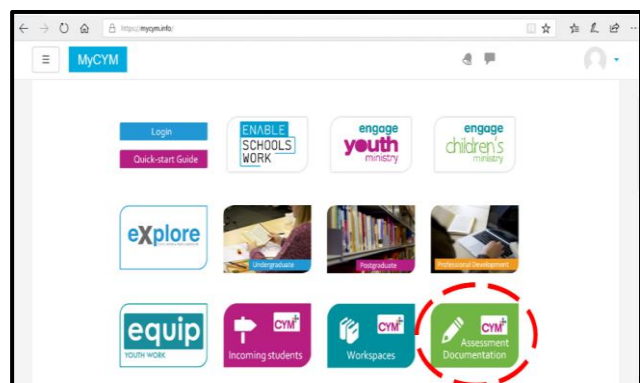 https://mycym.info/
MyCYM
Login
Quick-start Guide
ENABLE
SCHOOLS
WORK
engage
youth
ministry
engage
children's
ministry
eXplore
Undergraduate
Postgraduate
Professional Development
equip
YOUTH WORK
CYM
Incoming students
CYM
Workspaces
CYM
Assessment
Documentation